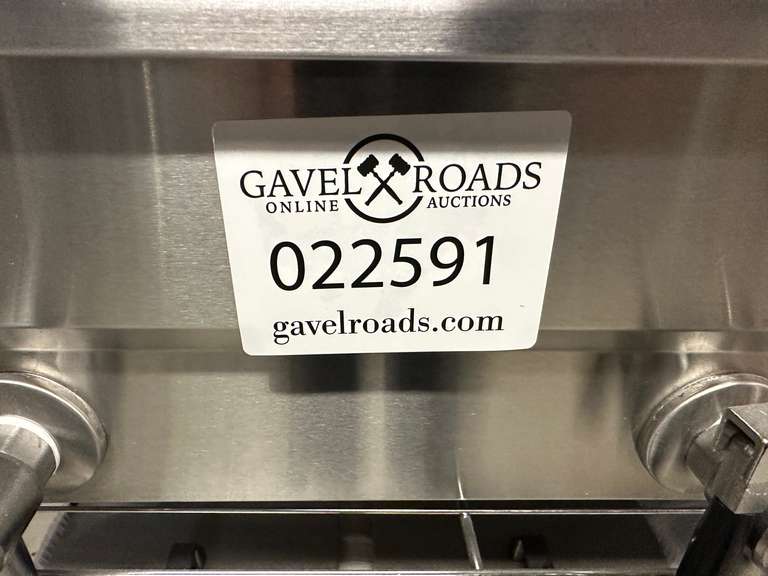 GAVEL ROADS
ONLINE AUCTIONS
022591
gavelroads.com